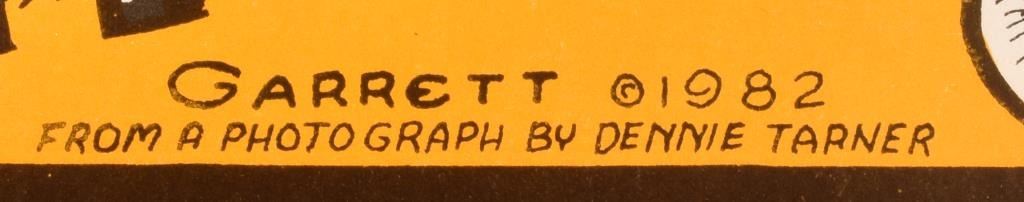 GARRETT ©1982
FROM A PHOTOGRAPH BY DENNIE TARNER